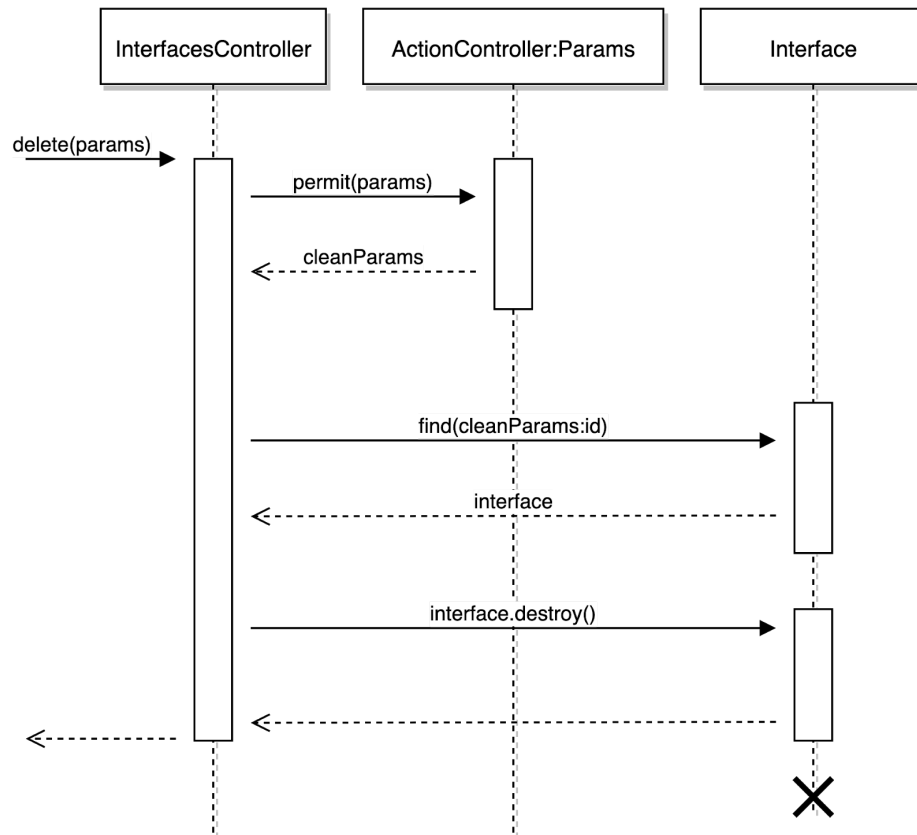 InterfacesController
ActionController:Params
Interface
delete(params)
permit(params)
cleanParams
find(cleanParams:id)
interface
interface.destroy()